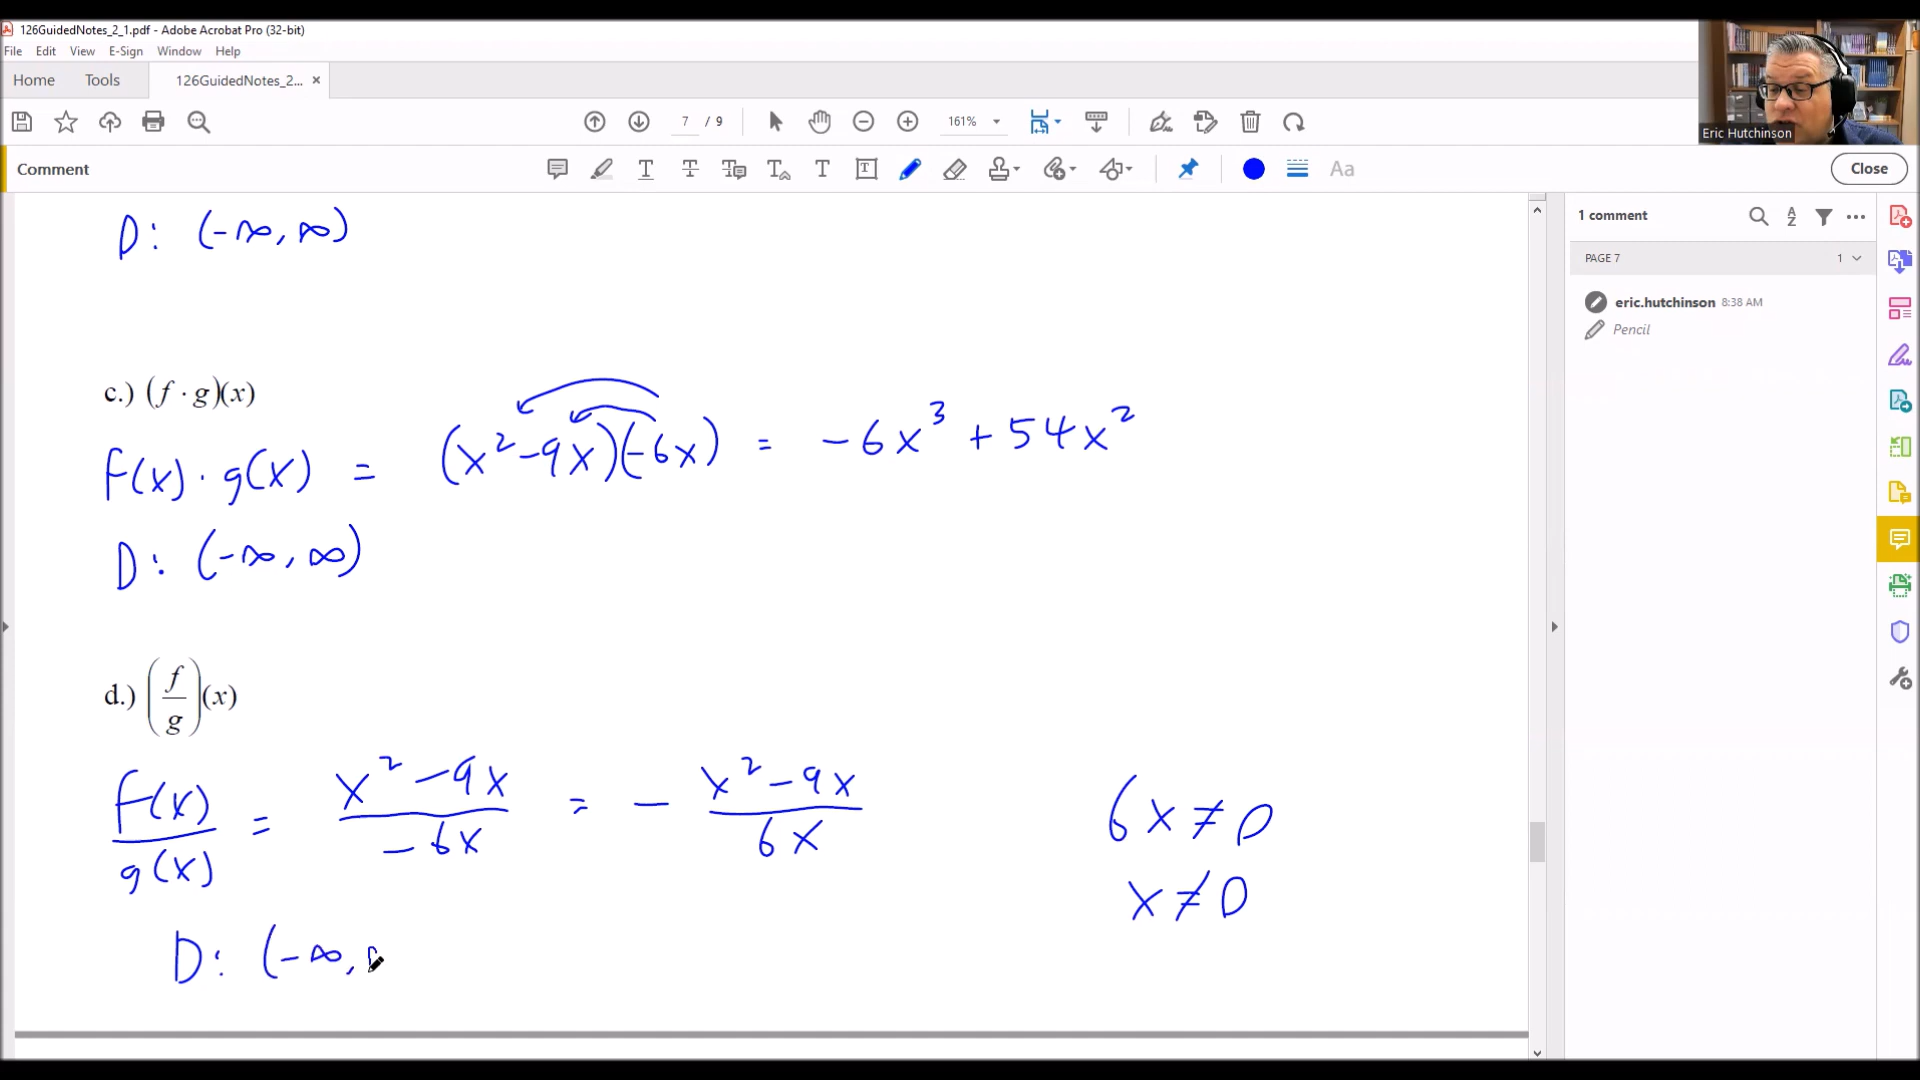 126GuidedNotes_2_1.pdf - Adobe Acrobat Pro (32-bit)
File Edit View E-Sign Window Help
Home Tools 126GuidedNotes_2... ×
7 / 9 161%
Eric Hutchinson
Comment Aa Close
1 comment
PAGE 7 1
eric.hutchinson 8:38 AM
Pencil
D: (-∞, ∞)
c.) (f · g)(x)
f(x) · g(x) = (x² - 9x)(-6x) = -6x³ + 54x²
D: (-∞, ∞)
d.) (f/g)(x)
f(x)/g(x) = x² - 9x / -6x = - x² - 9x / 6x
6x ≠ 0
x ≠ 0
D: (-∞,